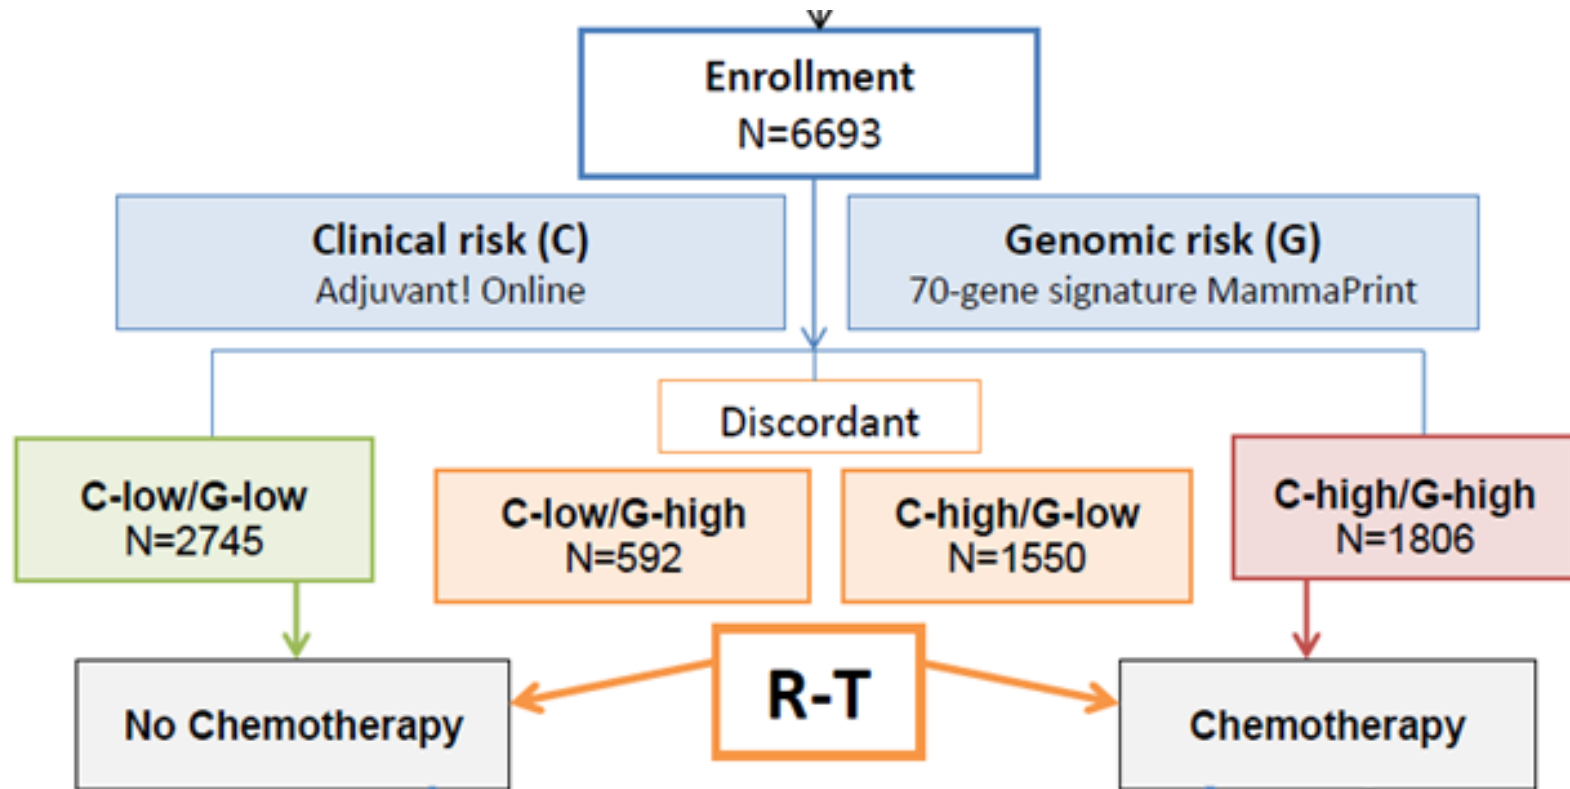 Enrollment
N=6693
Clinical risk (C)
Adjuvant! Online
Genomic risk (G)
70-gene signature MammaPrint
Discordant
C-low/G-low
N=2745
C-low/G-high
N=592
C-high/G-low
N=1550
C-high/G-high
N=1806
No Chemotherapy
R-T
Chemotherapy